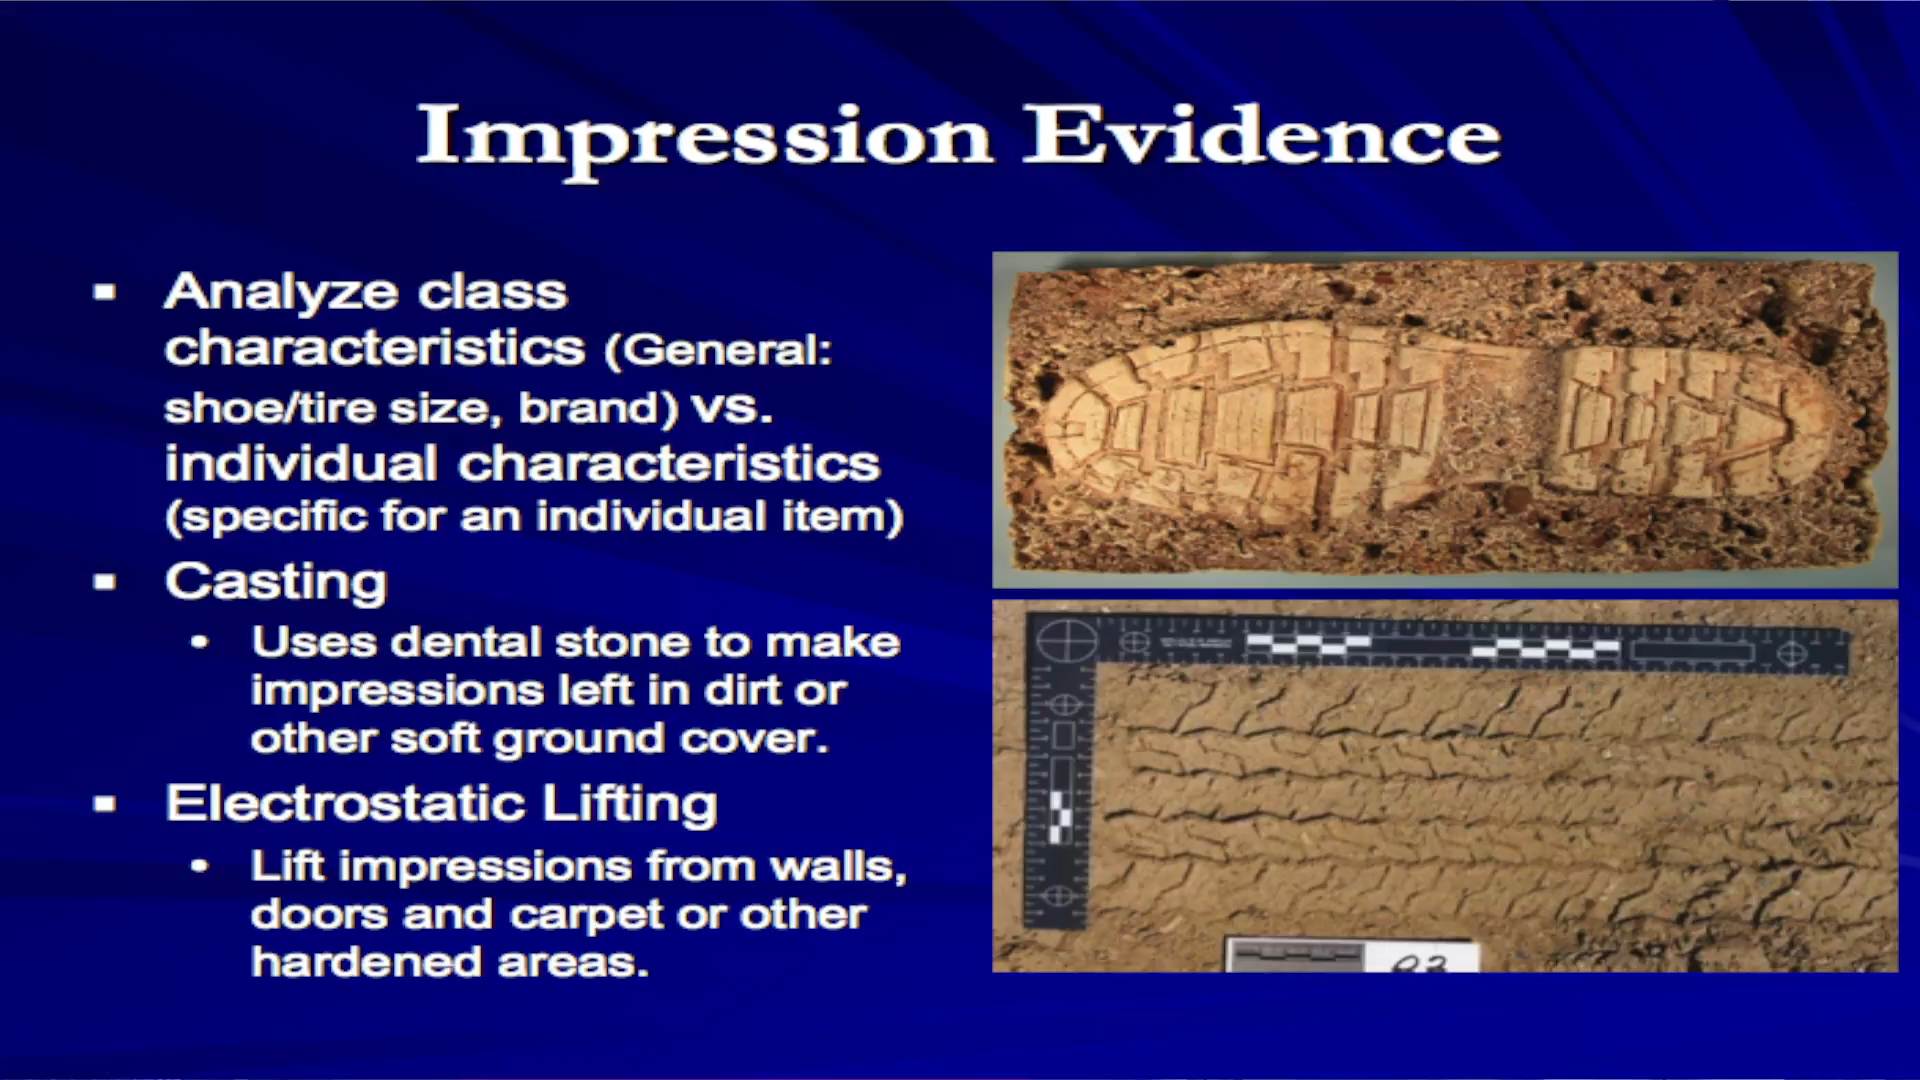 Impression Evidence
▪ Analyze class
characteristics (General:
shoe/tire size, brand) vs.
individual characteristics
(specific for an individual item)
▪ Casting
• Uses dental stone to make
impressions left in dirt or
other soft ground cover.
▪ Electrostatic Lifting
• Lift impressions from walls,
doors and carpet or other
hardened areas.